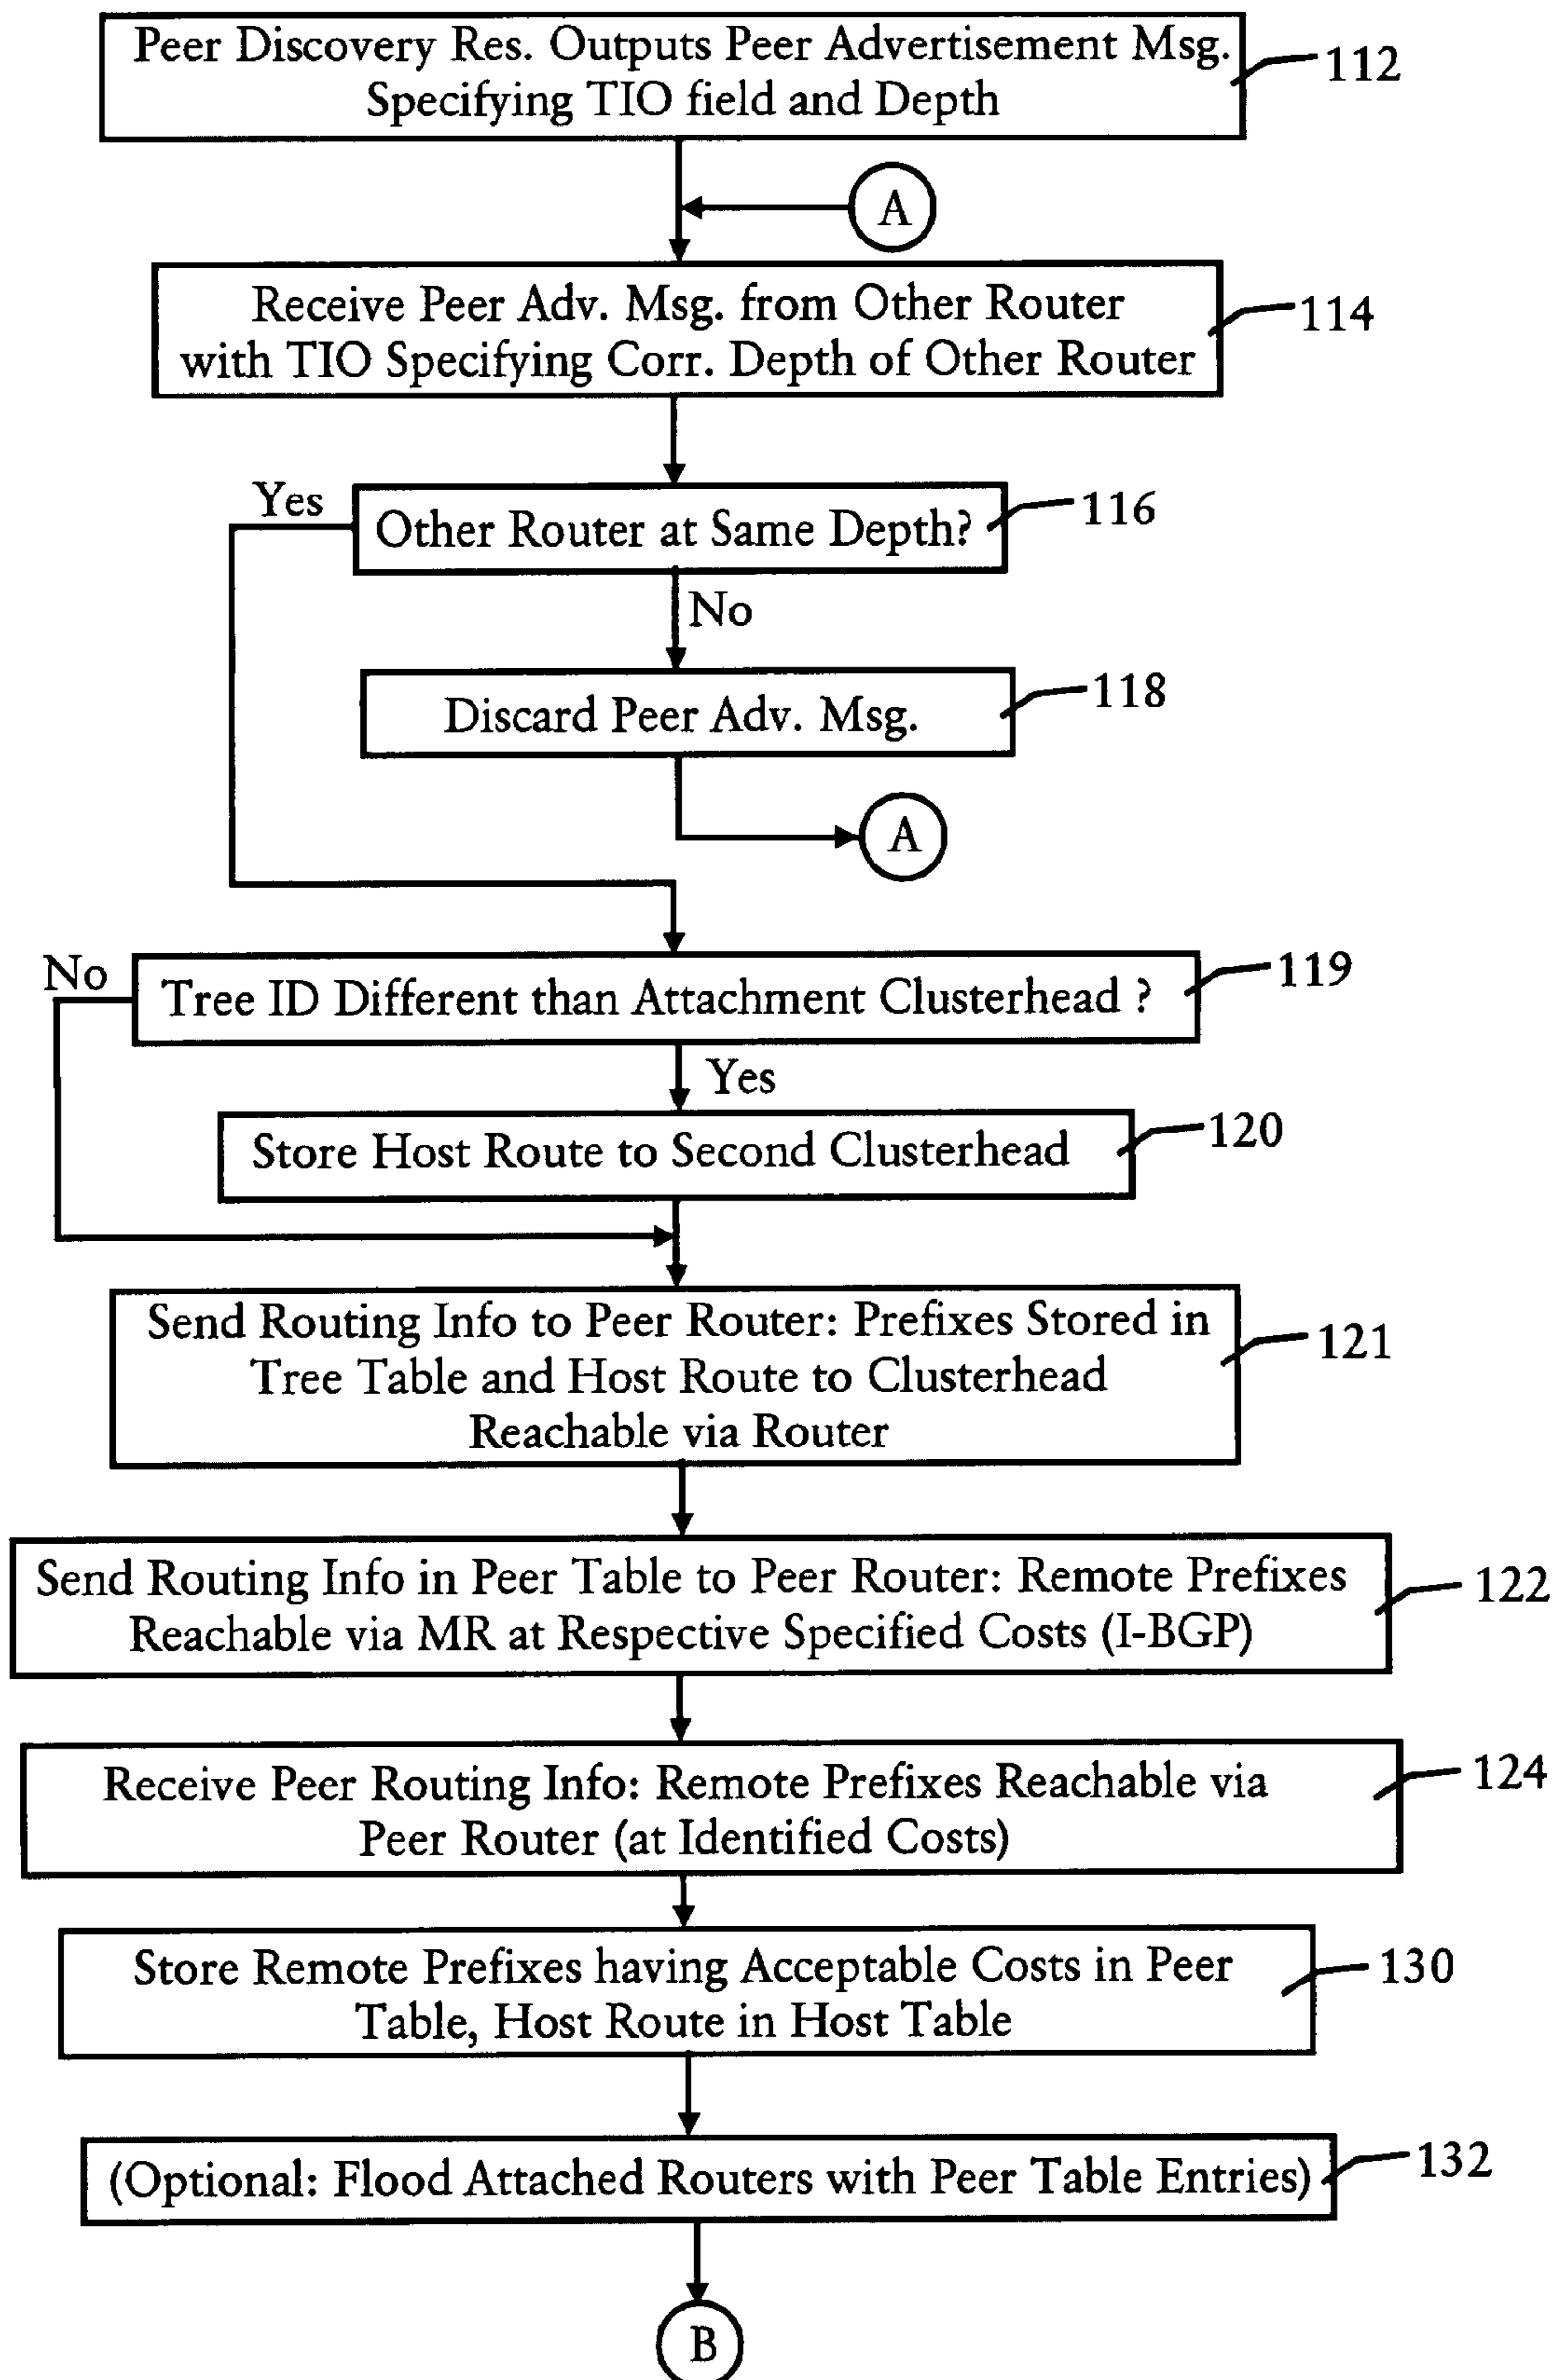 Peer Discovery Res. Outputs Peer Advertisement Msg.
Specifying TIO field and Depth
112
A
Receive Peer Adv. Msg. from Other Router
with TIO Specifying Corr. Depth of Other Router
114
Yes
Other Router at Same Depth?
116
No
Discard Peer Adv. Msg.
118
A
No
Tree ID Different than Attachment Clusterhead ?
119
Yes
Store Host Route to Second Clusterhead
120
Send Routing Info to Peer Router: Prefixes Stored in
Tree Table and Host Route to Clusterhead
Reachable via Router
121
Send Routing Info in Peer Table to Peer Router: Remote Prefixes
Reachable via MR at Respective Specified Costs (I-BGP)
122
Receive Peer Routing Info: Remote Prefixes Reachable via
Peer Router (at Identified Costs)
124
Store Remote Prefixes having Acceptable Costs in Peer
Table, Host Route in Host Table
130
(Optional: Flood Attached Routers with Peer Table Entries)
132
B